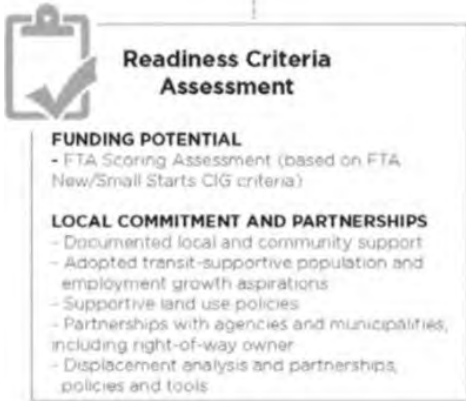 Readiness Criteria
Assessment
FUNDING POTENTIAL
- FTA Scoring Assessment (based on FTA
New/Small Starts CIG criteria)
LOCAL COMMITMENT AND PARTNERSHIPS
- Documented local and community support
- Adopted transit-supportive population and
employment growth aspirations
- Supportive land use policies
- Partnerships with agencies and municipalities,
including right-of-way owner
- Displacement analysis and partnerships,
policies and tools